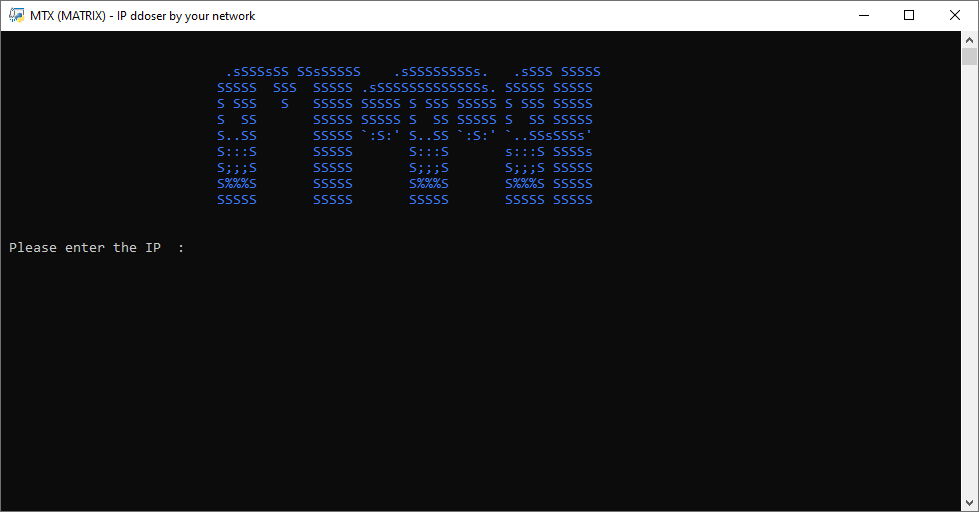 MTX (MATRIX) - IP ddoser by your network
 .sSSSsSS SSsSSSSS    .sSSSSSSSSs.   .sSSS SSSSS
SSSSS  SSS  SSSSS .sSSSSSSSSSSSSSs. SSSSS SSSSS
S SSS   S   SSSSS SSSSS S SSS SSSSS S SSS SSSSS
S  SS       SSSSS SSSSS S  SS SSSSS S  SS SSSSS
S..SS       SSSSS `:S:' S..SS `:S:' `..SSsSSSs'
S:::S       SSSSS       S:::S       s:::S SSSSs
S;;;S       SSSSS       S;;;S       S;;;S SSSSS
S%%%S       SSSSS       S%%%S       S%%%S SSSSS
SSSSS       SSSSS       SSSSS       SSSSS SSSSS
Please enter the IP  :